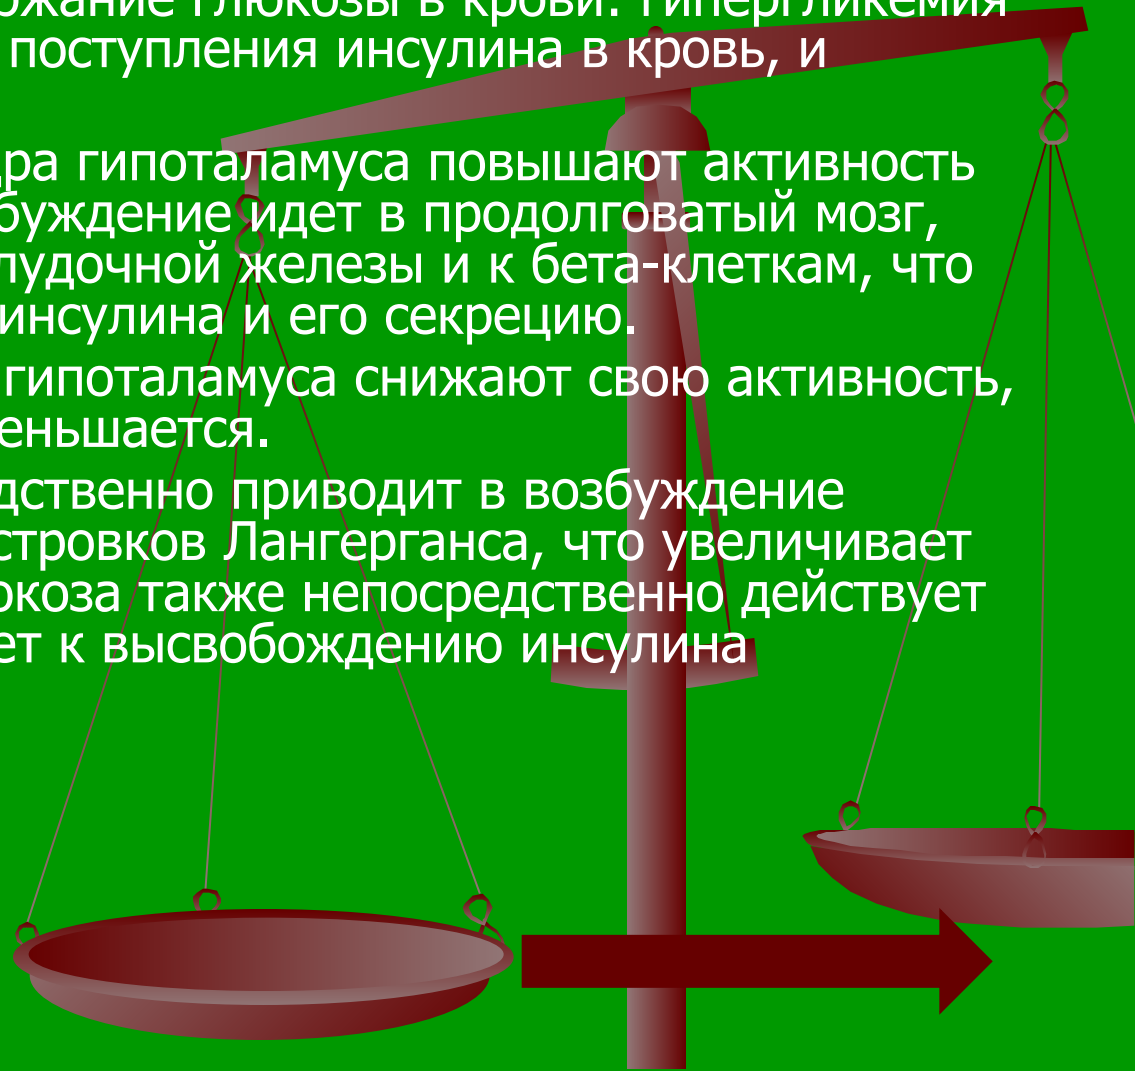 ржание глюкозы в крови. Гипергликемия
поступления инсулина в кровь, и
дра гипоталамуса повышают активность
буждение идет в продолговатый мозг,
лудочной железы и к бета-клеткам, что
инсулина и его секрецию.
гипоталамуса снижают свою активность,
еньшается.
дственно приводит в возбуждение
стровков Лангерганса, что увеличивает
окоза также непосредственно действует
ет к высвобождению инсулина